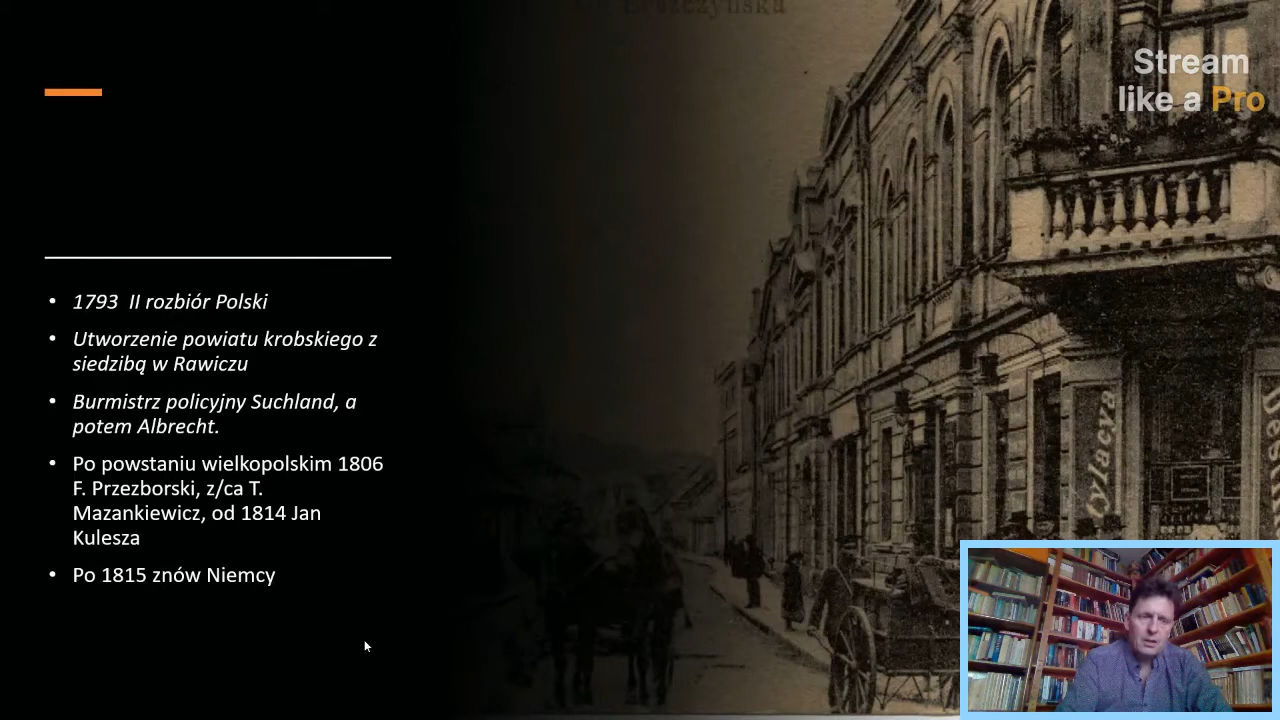 Stream
like a Pro
• 1793  II rozbiór Polski
• Utworzenie powiatu krobskiego z
siedzibą w Rawiczu
• Burmistrz policyjny Suchland, a
potem Albrecht.
• Po powstaniu wielkopolskim 1806
F. Przezborski, z/ca T.
Mazankiewicz, od 1814 Jan
Kulesza
• Po 1815 znów Niemcy